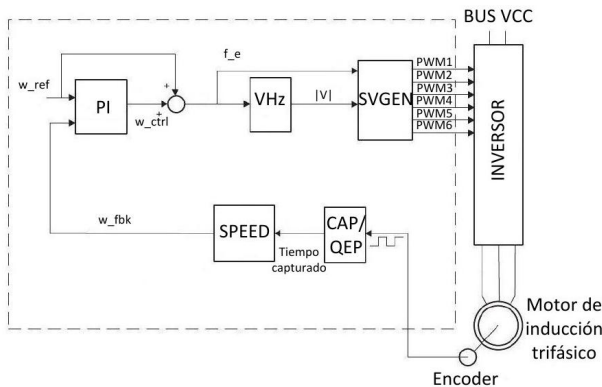 BUS VCC
f_e
PWM1
PWM2
PWM3
PWM4
PWM5
PWM6
w_ref
+
PI
+
w_ctrl
VHz
|V|
SVGEN
INVERSOR
w_fbk
SPEED
Tiempo
capturado
CAP/
QEP
Motor de
inducción
trifásico
Encoder